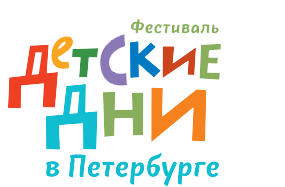 Фестиваль
Детские
Дни
в Петербурге